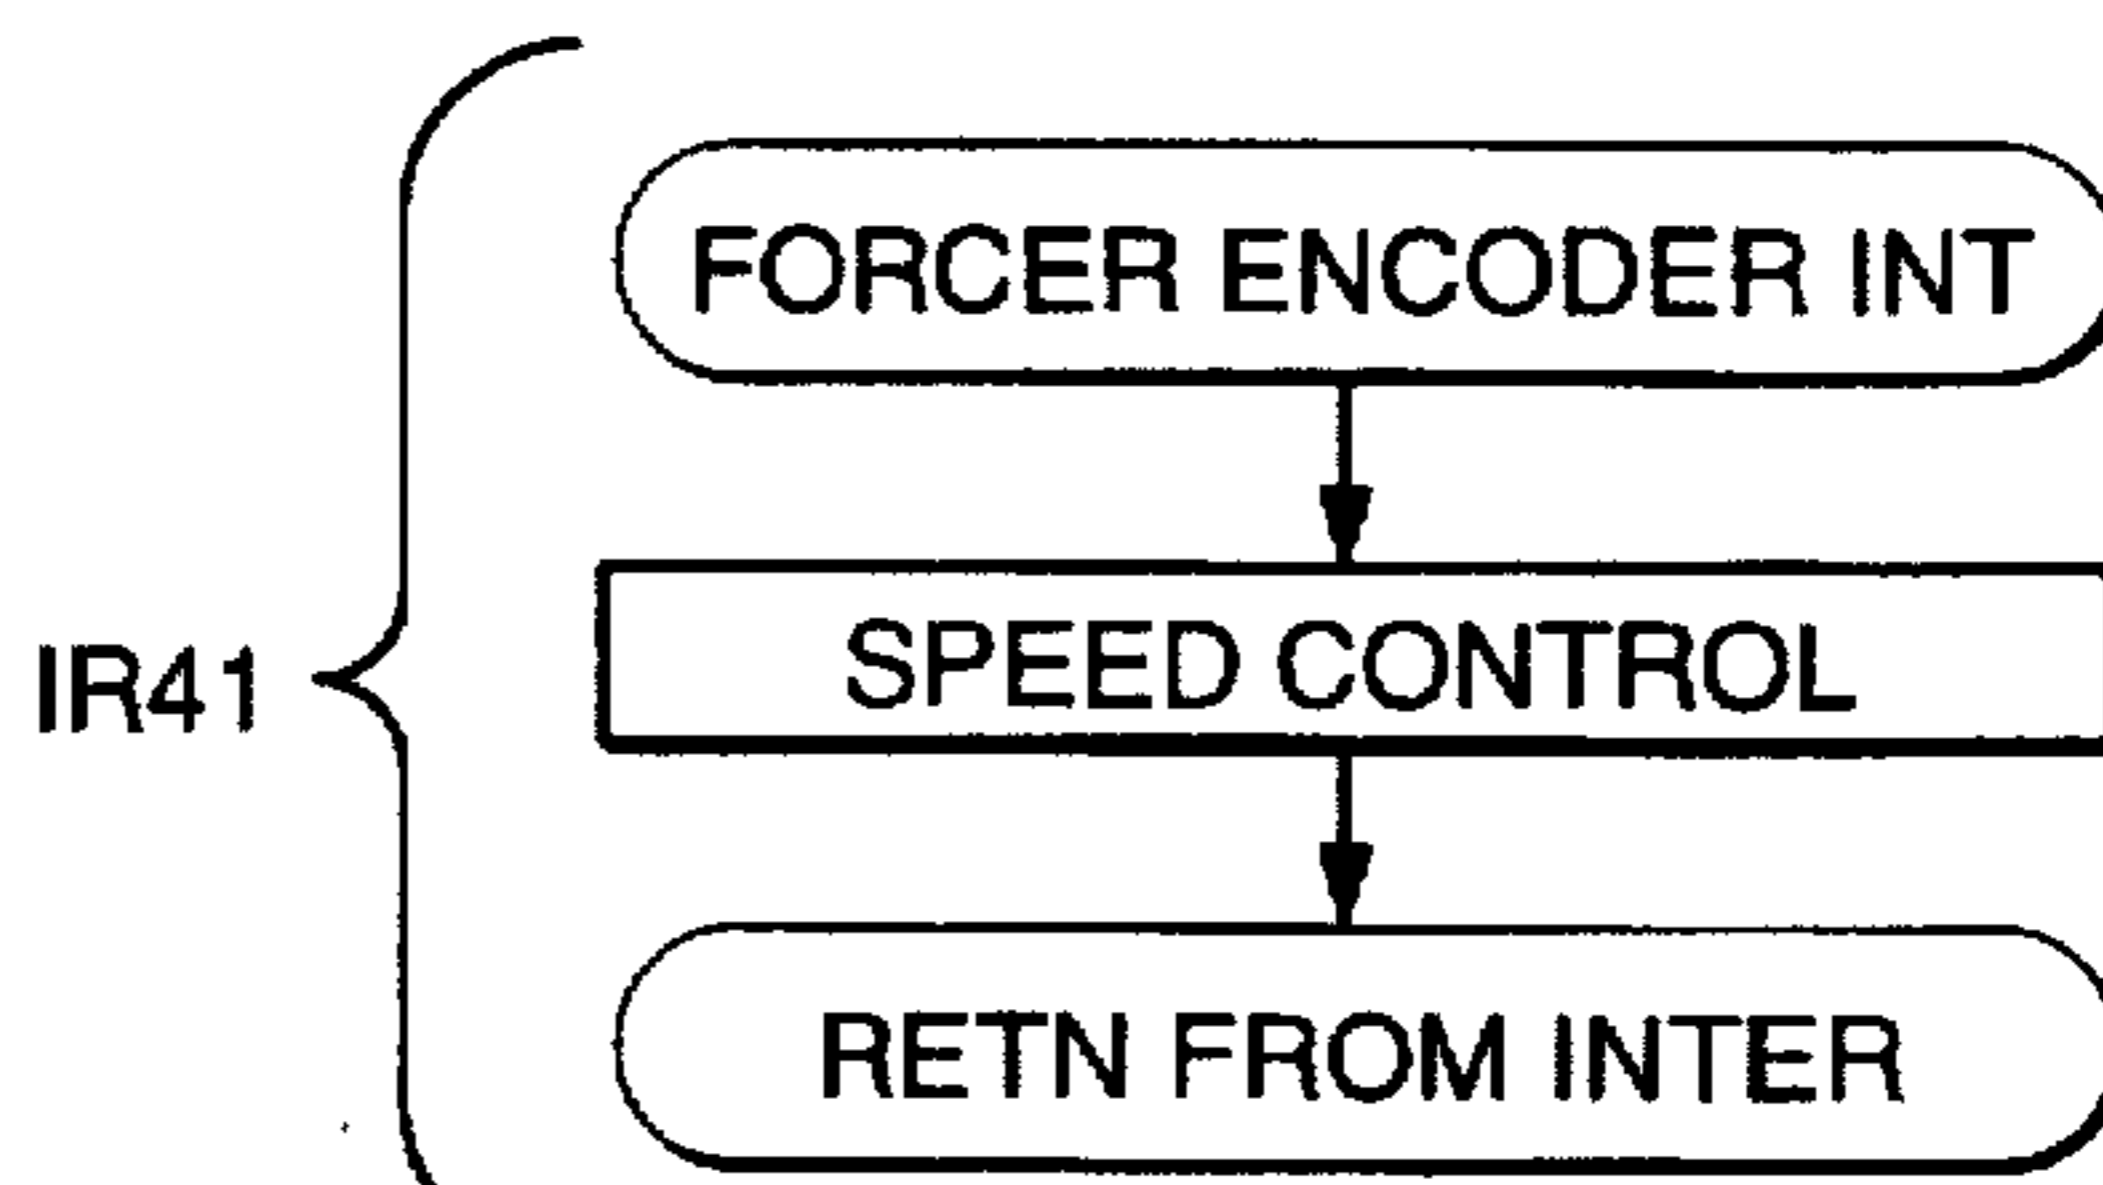 FORCER ENCODER INT
SPEED CONTROL
IR41
RETN FROM INTER